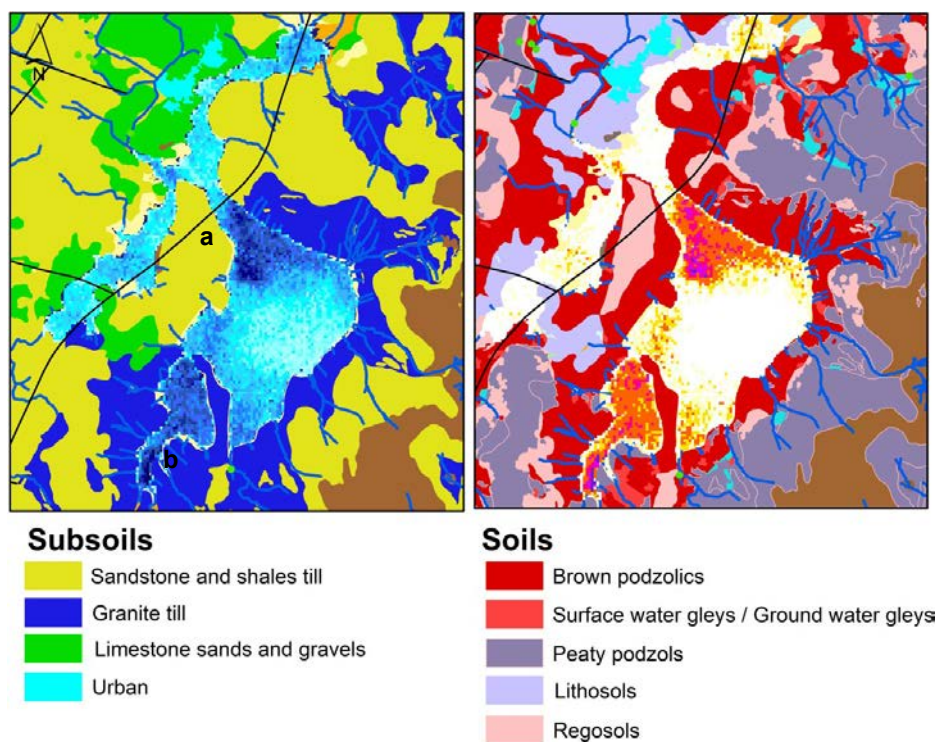 N
a
b
Subsoils
Sandstone and shales till
Granite till
Limestone sands and gravels
Urban
Soils
Brown podzolics
Surface water gleys / Ground water gleys
Peaty podzols
Lithosols
Regosols